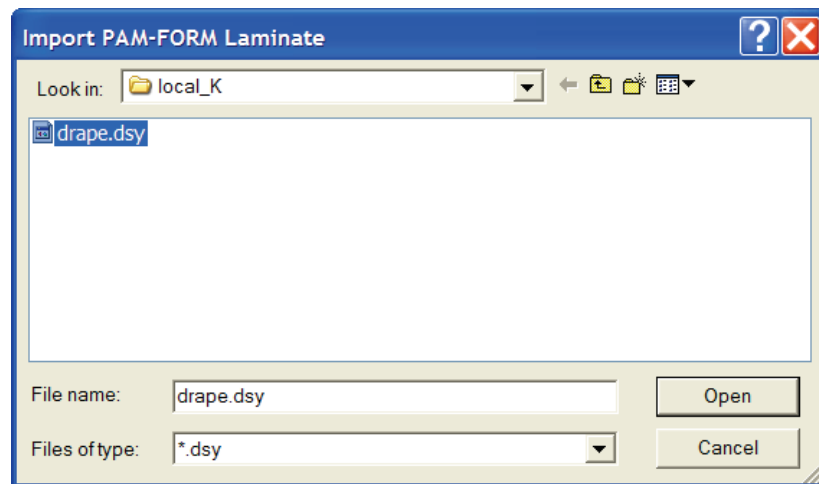 Import PAM-FORM Laminate
Look in: local_K
drape.dsy
File name: drape.dsy Open
Files of type: *.dsy Cancel